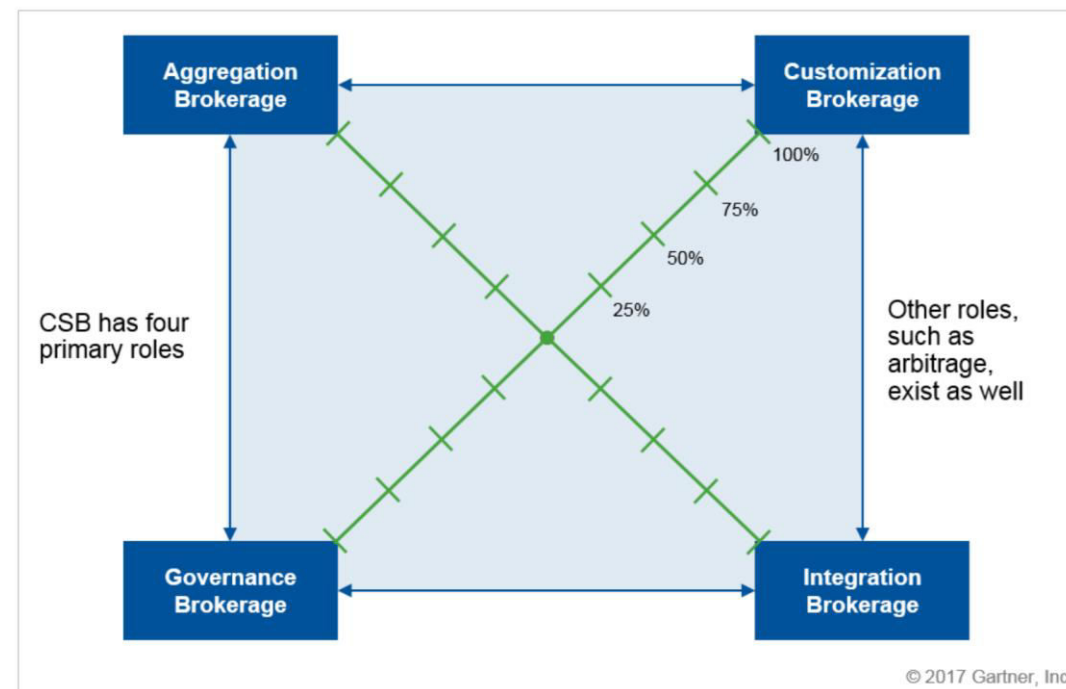 Aggregation
Brokerage
Customization
Brokerage
100%
75%
50%
25%
CSB has four
primary roles
Other roles,
such as
arbitrage,
exist as well
Governance
Brokerage
Integration
Brokerage
© 2017 Gartner, Inc